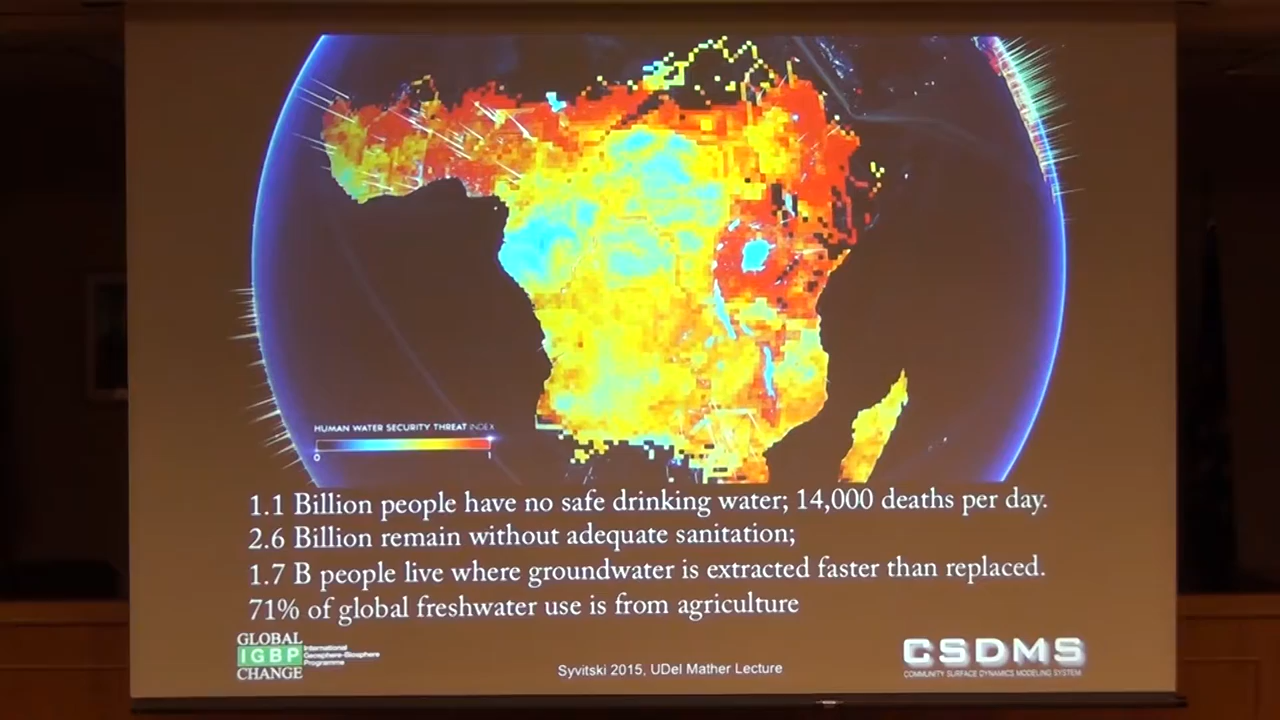 HUMAN WATER SECURITY THREAT INDEX
0 1
1.1 Billion people have no safe drinking water; 14,000 deaths per day.
2.6 Billion remain without adequate sanitation;
1.7 B people live where groundwater is extracted faster than replaced.
71% of global freshwater use is from agriculture
GLOBAL
IGBP
CHANGE
International
Geosphere-Biosphere
Programme
Syvitski 2015, UDel Mather Lecture
CSDMS
COMMUNITY SURFACE DYNAMICS MODELING SYSTEM